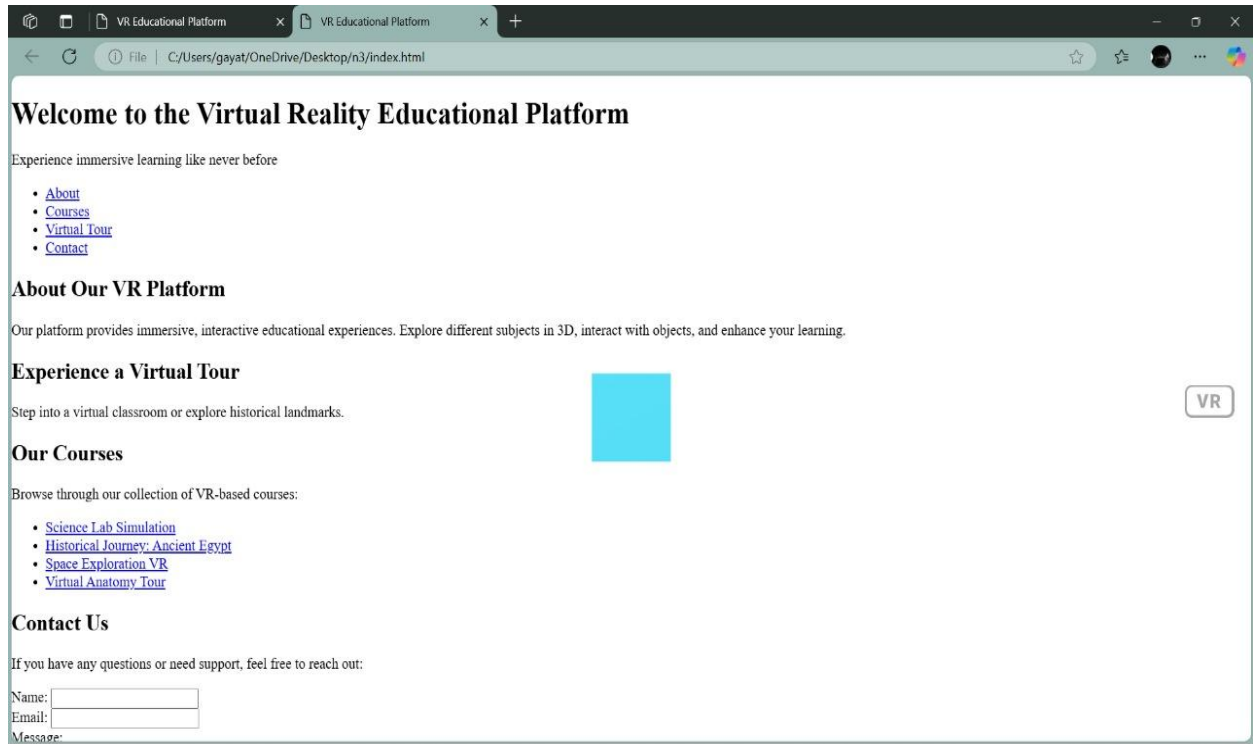 VR Educational Platform
VR Educational Platform
File
C:/Users/gayat/OneDrive/Desktop/n3/index.html
Welcome to the Virtual Reality Educational Platform
Experience immersive learning like never before
• About
• Courses
• Virtual Tour
• Contact
About Our VR Platform
Our platform provides immersive, interactive educational experiences. Explore different subjects in 3D, interact with objects, and enhance your learning.
Experience a Virtual Tour
Step into a virtual classroom or explore historical landmarks.
VR
Our Courses
Browse through our collection of VR-based courses:
• Science Lab Simulation
• Historical Journey: Ancient Egypt
• Space Exploration VR
• Virtual Anatomy Tour
Contact Us
If you have any questions or need support, feel free to reach out:
Name:
Email:
Message: